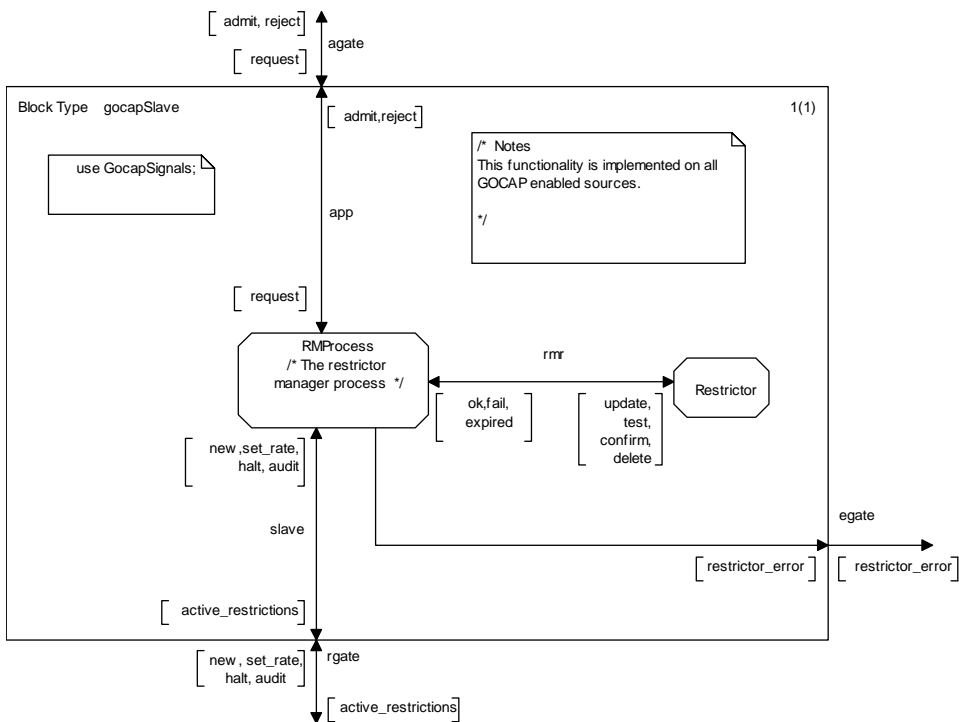 admit, reject
agate
request
Block Type gocapSlave
1(1)
admit,reject
use GocapSignals;
/* Notes
This functionality is implemented on all
GOCAP enabled sources.
*/
app
request
RMProcess
/* The restrictor
manager process */
rmr
Restrictor
ok,fail,
expired
update,
test,
confirm,
delete
new ,set_rate,
halt, audit
slave
egate
restrictor_error
restrictor_error
active_restrictions
new , set_rate,
halt, audit
rgate
active_restrictions